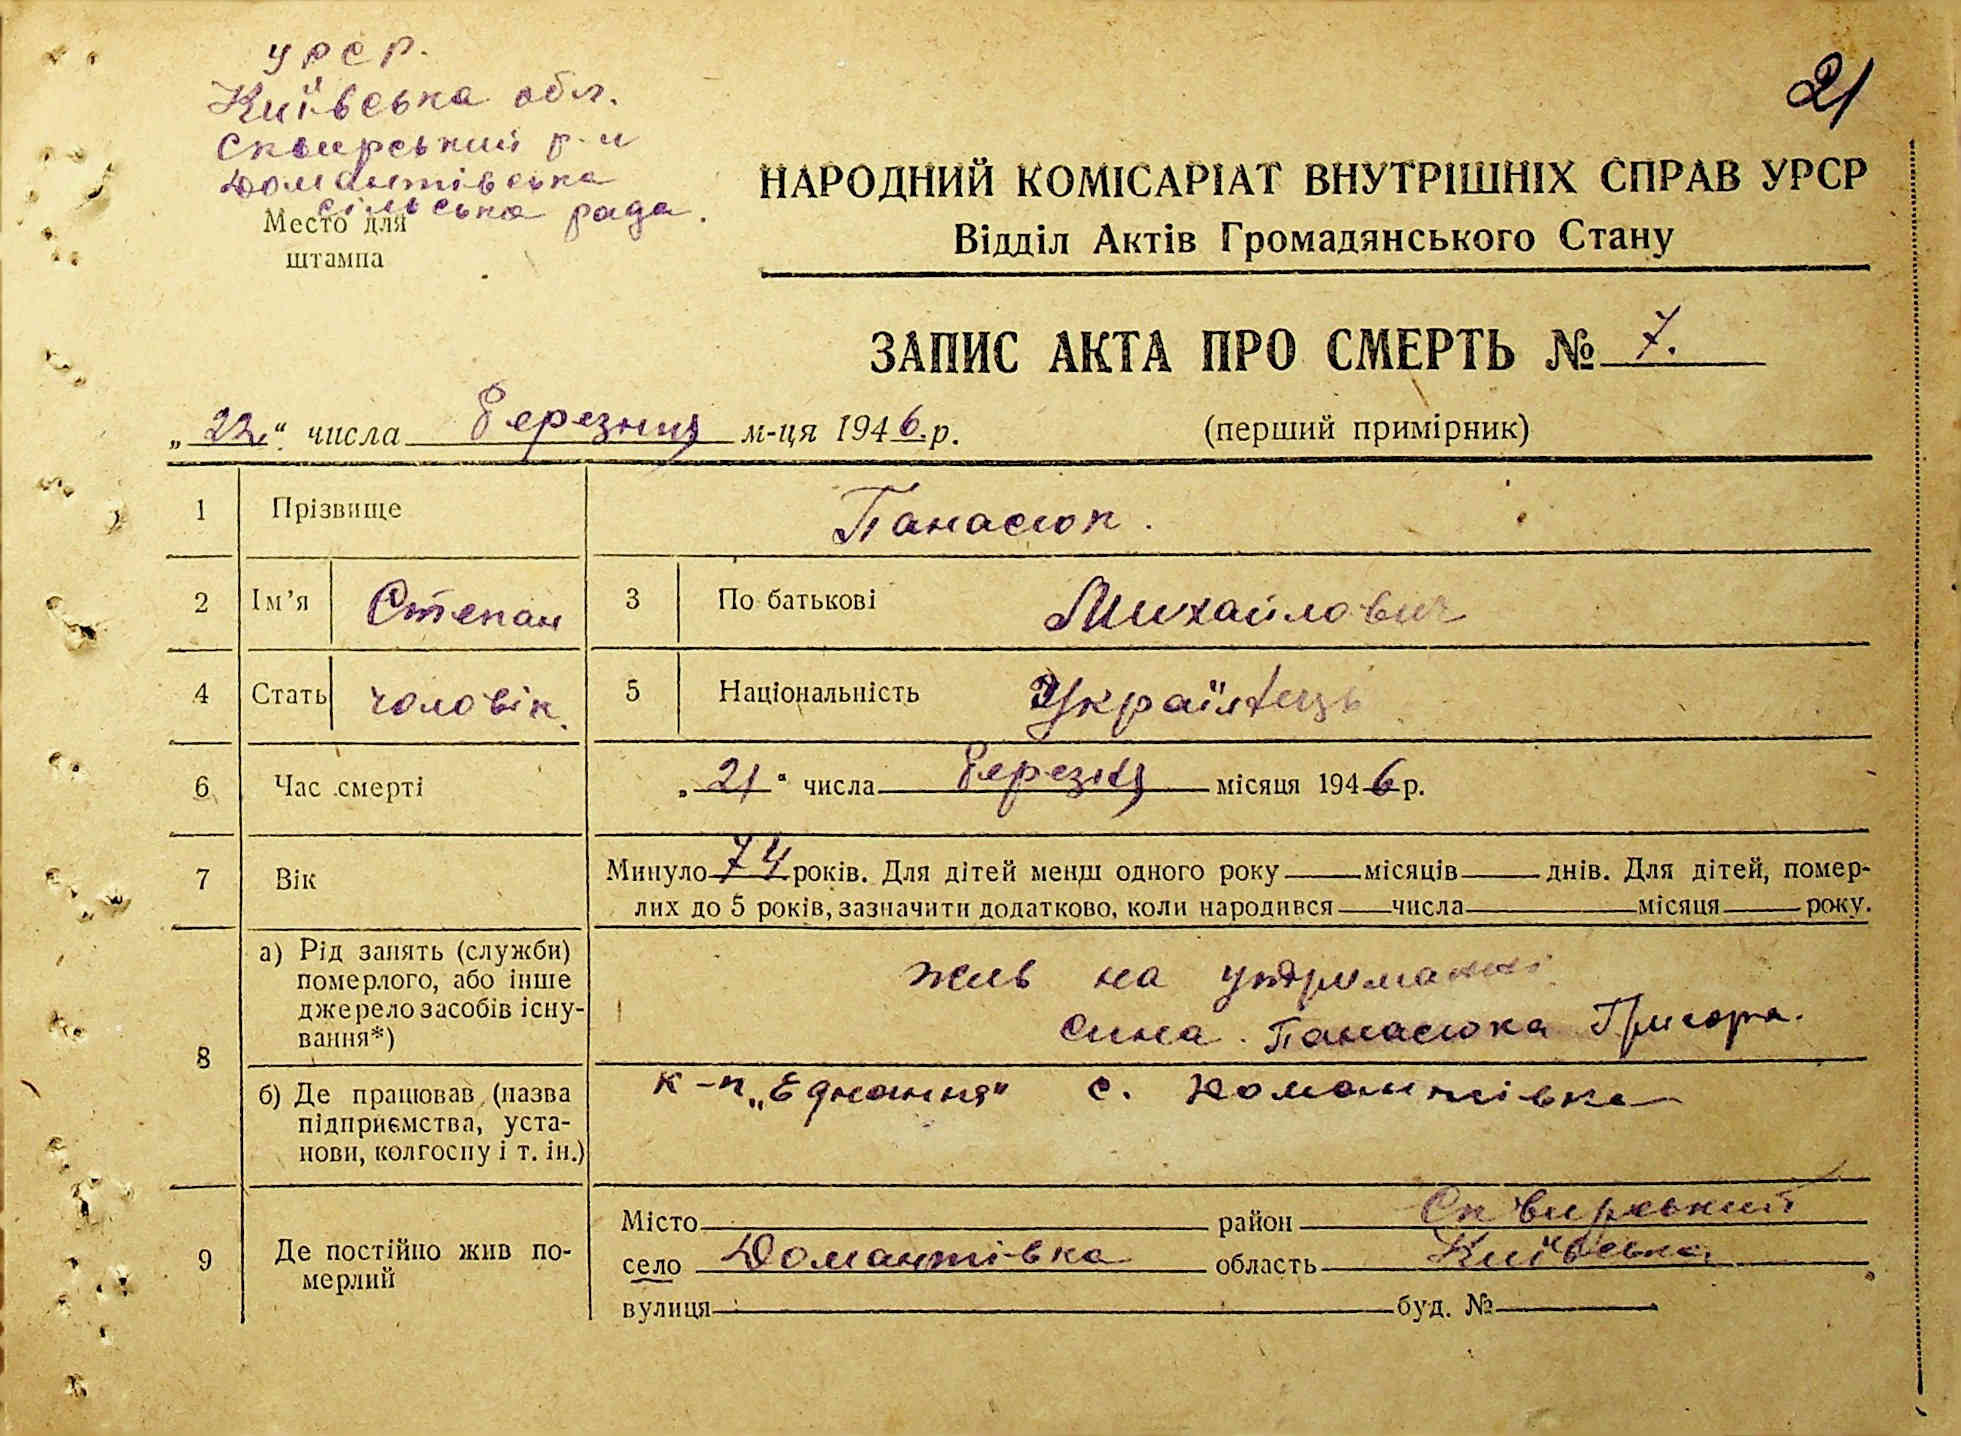 УРСР.
Київська обл.
Сквирський р-н
Домантівська
сільська рада.
Место для
штампа
21
НАРОДНИЙ КОМІСАРІАТ ВНУТРІШНІХ СПРАВ УРСР
Відділ Актів Громадянського Стану
ЗАПИС АКТА ПРО СМЕРТЬ № 7.
„22“ числа березня м-ця 1946.р.
(перший примірник)
1 Прізвище Панасюк.
2 Ім’я Степан 3 По батькові Михайлович
4 Стать чоловік. 5 Національність Українець
6 Час смерті „21“ числа березня місяця 1946 р.
7 Вік Минуло 74 років. Для дітей менш одного року місяців днів. Для дітей, помер-
лих до 5 років, зазначити додатково, коли народився числа місяця року.
8 а) Рід занять (служби)
померлого, або інше
джерело засобів існу-
вання*)
жив на утриманні
сина. Панасюка Григора.
б) Де працював (назва
підприємства, уста-
нови, колгоспу і т. ін.)
к-п „Єднання“ с. Домантівка
9 Де постійно жив по-
мерлий
Місто район Сквирський
село Домантівка область Київська
вулиця буд. №